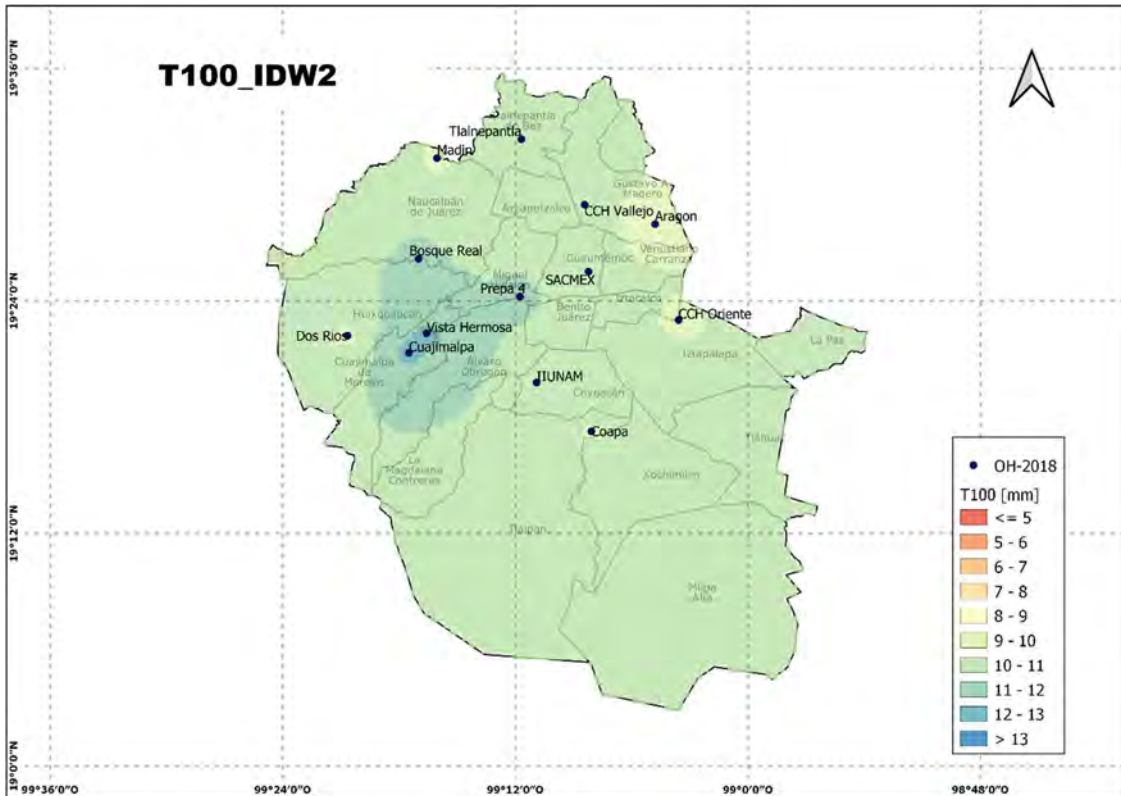 T100_IDW2
19°36'0"N
19°24'0"N
19°12'0"N
19°0'0"N
Tlalnepantla
de Baz
Tlalnepantla
Madin
Gustavo A.
Madero
Naucalpan
de Juárez
Azcapotzalco
CCH Vallejo
Aragon
Venustiano
Carranza
Bosque Real
Cuauhtémoc
Miguel
SACMEX
Prepa 4
Iztacalco
Benito
Juárez
CCH Oriente
Huixquilucan
Vista Hermosa
Dos Rios
Cuajimalpa
Cuajimalpa
de
Morelos
Alvaro
Obregón
Iztapalapa
La Paz
IIUNAM
Coyoacán
Coapa
Tláhuac
La
Magdalena
Contreras
Xochimilco
Tlalpan
Milpa
Alta
OH-2018
T100 [mm]
<= 5
5 - 6
6 - 7
7 - 8
8 - 9
9 - 10
10 - 11
11 - 12
12 - 13
> 13
99°36'0"O
99°24'0"O
99°12'0"O
99°0'0"O
98°48'0"O